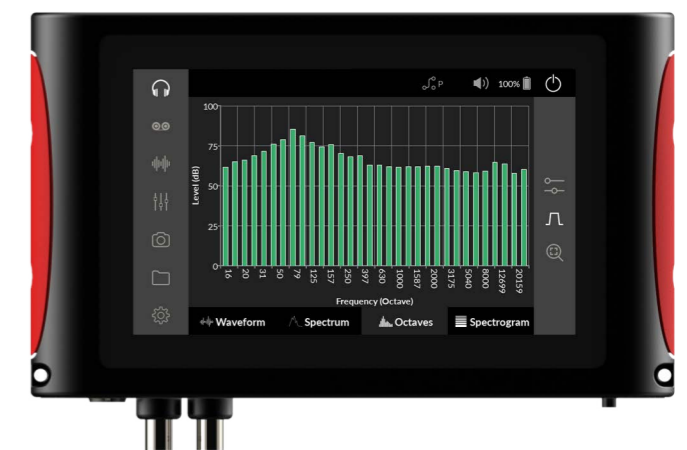 P 100%
100
75
50
25
0
Level (dB)
16 20 31 50 79 125 157 250 397 630 1000 1587 2000 3175 5040 8000 12699 20159
Frequency (Octave)
Waveform Spectrum Octaves Spectrogram